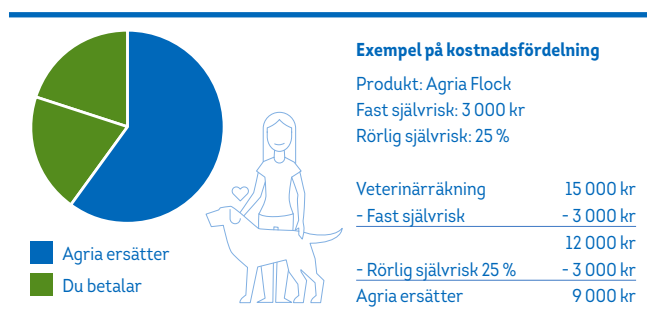 Exempel på kostnadsfördelning
Produkt: Agria Flock
Fast självrisk: 3 000 kr
Rörlig självrisk: 25 %
Veterinärräkning 15 000 kr
- Fast självrisk - 3 000 kr
12 000 kr
- Rörlig självrisk 25 % - 3 000 kr
Agria ersätter 9 000 kr
Agria ersätter
Du betalar